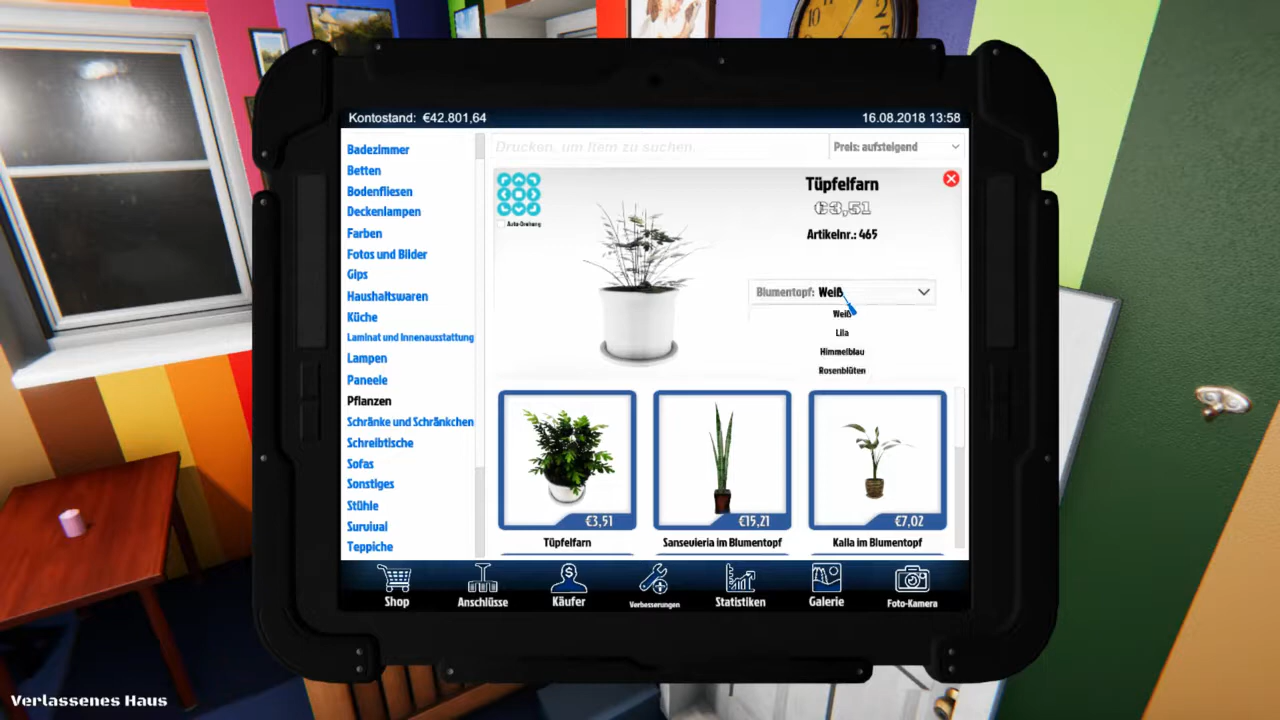 Kontostand: €42.801,64
16.08.2018 13:58
Badezimmer
Betten
Bodenfliesen
Deckenlampen
Farben
Fotos und Bilder
Gips
Haushaltswaren
Küche
Laminat und Innenausstattung
Lampen
Paneele
Pflanzen
Schränke und Schränkchen
Schreibtische
Sofas
Sonstiges
Stühle
Survival
Teppiche
Drucken, um Item zu suchen.
Preis: aufsteigend
Auto-Drehung
Tüpfelfarn
€3,51
Artikelnr.: 465
Blumentopf: Weiß
Weiß
Lila
Himmelblau
Rosenblüten
€3,51
Tüpfelfarn
€15,21
Sansevieria im Blumentopf
€7,02
Kalla im Blumentopf
Shop
Anschlüsse
Käufer
Verbesserungen
Statistiken
Galerie
Foto-Kamera
10
1
2
Verlassenes Haus